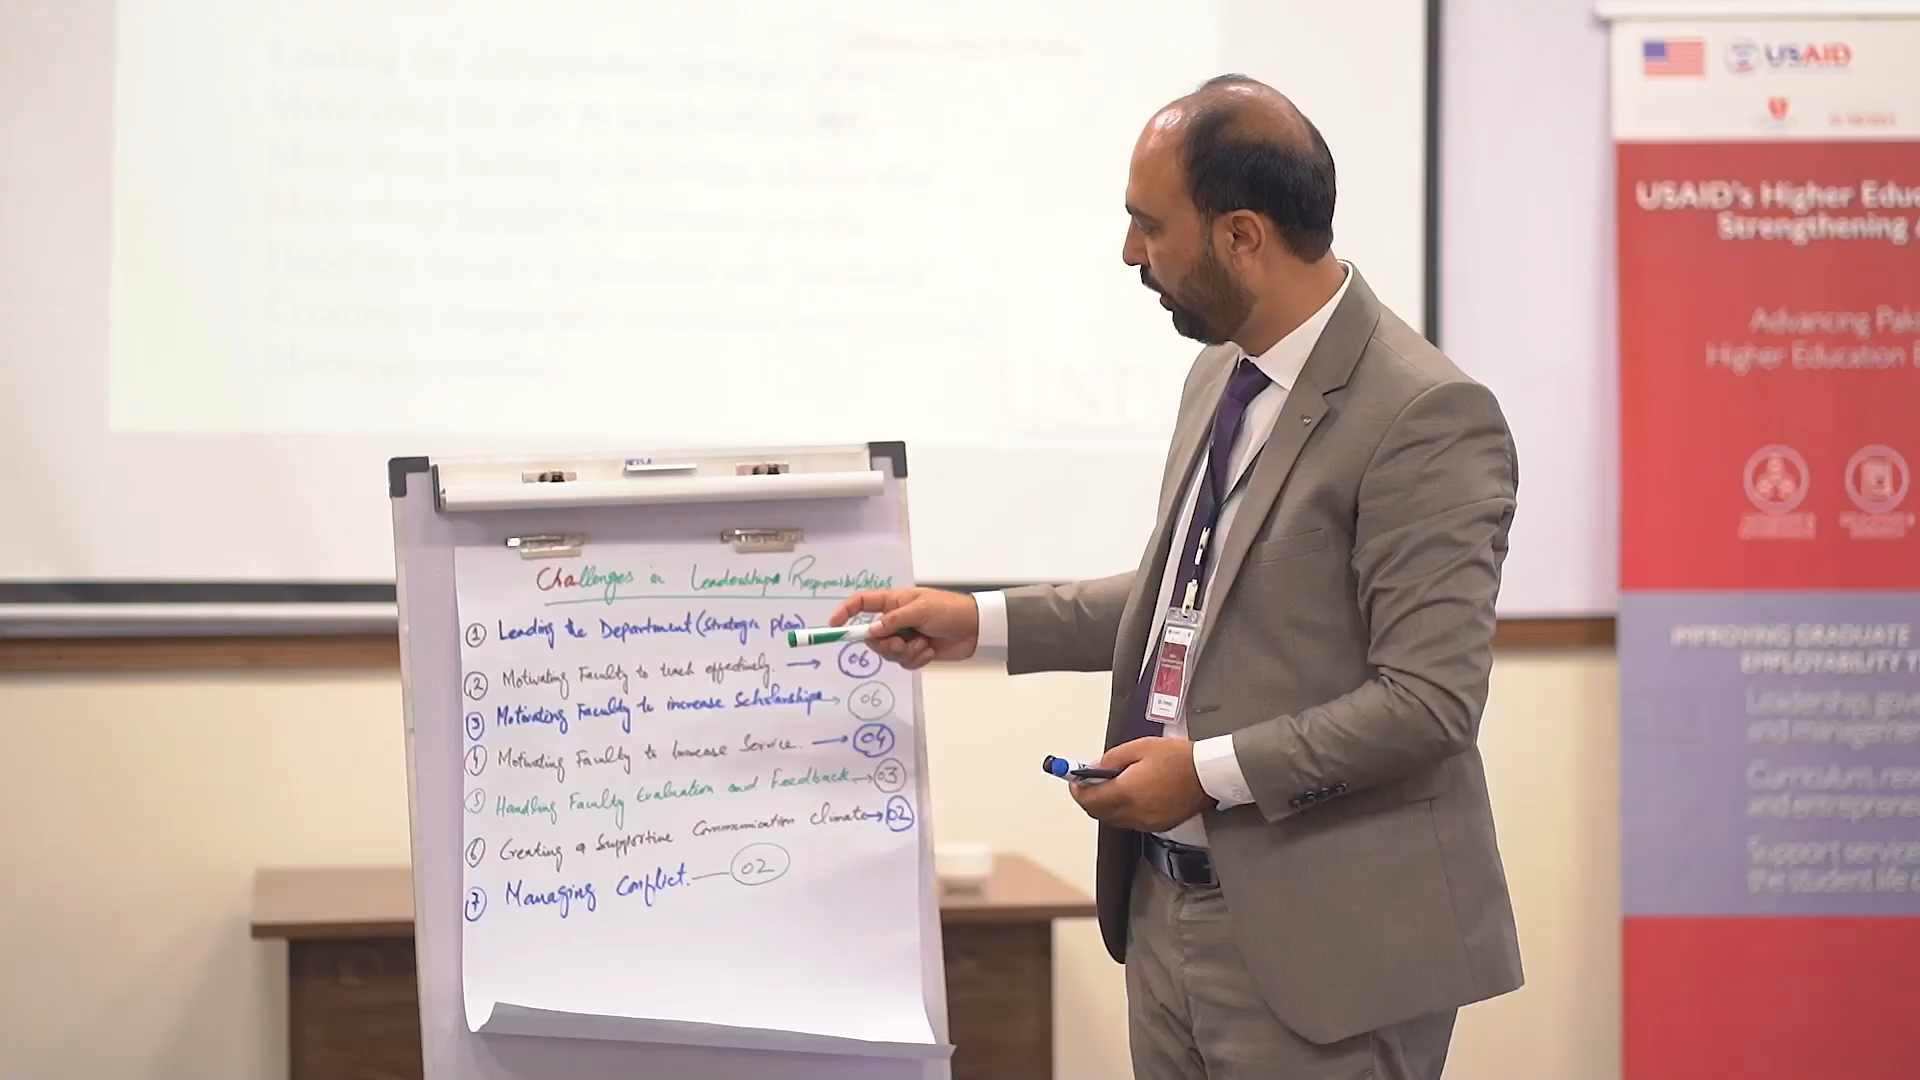 Challenges in Leaderships Responsibilities
1 Leading the Department (Strategic plan)
2 Motivating Faculty to teach effectively. → 06
3 Motivating Faculty to increase Scholarships → 06
4 Motivating Faculty to Increase Service. → 04
5 Handling Faculty Evaluation and Feedback → 03
6 Creating a Supportive Communication climate → 02
7 Managing Conflict. — 02
USAID
USAID's Higher Educ
Strengthening
Advancing Paki
Higher Education
IMPROVING GRADUATE
EMPLOYABILITY T
Leadership, gove
and managemen
Curriculum, rese
and entreprene
Support service
the student life